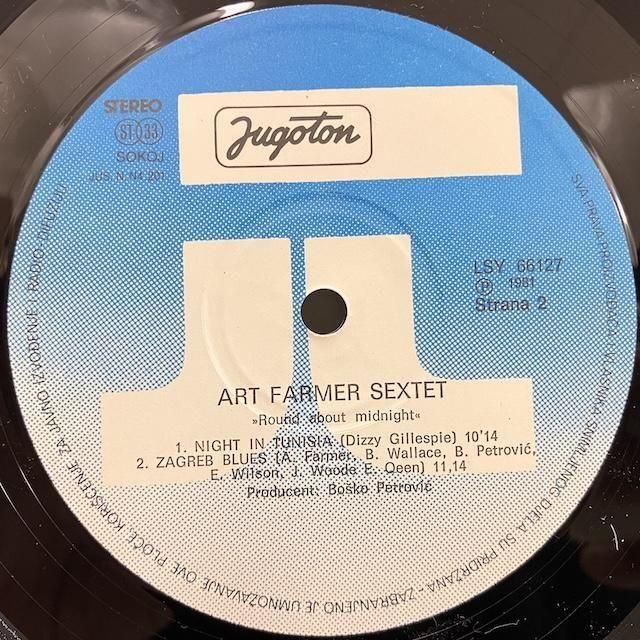 STEREO
ST 33
SOKOJ
JUS N N4 201
Jugoton
LSY 66127
Ⓟ 1981
Strana 2
ART FARMER SEXTET
»Round about midnight«
1. NIGHT IN TUNISIA (Dizzy Gillespie) 10'14
2. ZAGREB BLUES (A. Farmer, B. Wallace, B. Petrović,
E. Wilson, J. Woode E. Qeen) 11,14
Producent: Boško Petrović
SVA PRAVA PROIZVOĐAČA I VLASNIKA SNIMLJENOG DJELA SU PRIDRŽANA - ZABRANJENO JE UMNOŽAVANJE OVE PLOČE, KORIŠĆENJE ZA JAVNO IZVOĐENJE I RADIO DIFUZIJU